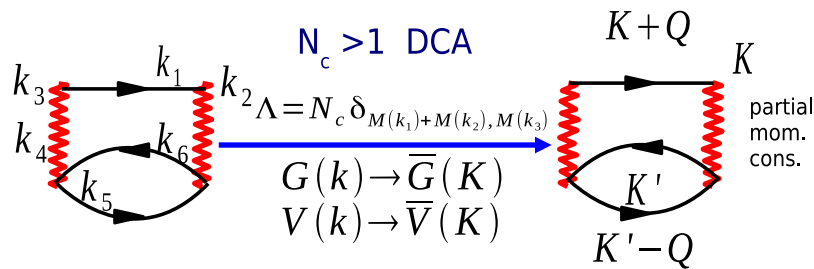 N_c >1 DCA
k_1
k_3
k_2
k_4
k_6
k_5
Λ=N_c δ_{M(k_1)+M(k_2),M(k_3)}
G(k)→G̅(K)
V(k)→V̅(K)
K+Q
K
partial
mom.
cons.
K'
K'−Q